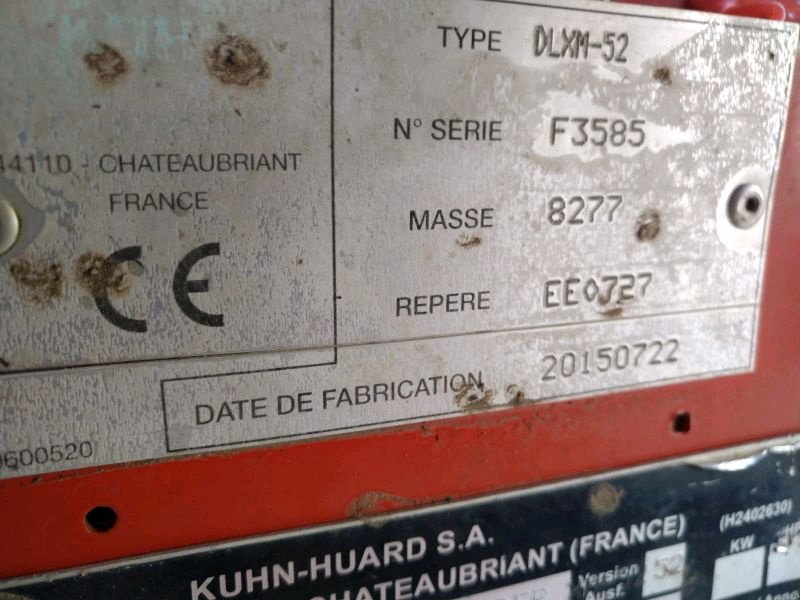 TYPE DLXM-52
N° SERIE F3585
44110 - CHATEAUBRIANT
FRANCE
MASSE 8277
CE
REPERE EE0727
DATE DE FABRICATION 20150722
0600520
KUHN-HUARD S.A.
(H2402630)
CHATEAUBRIANT (FRANCE)
KW
Version 52
Ausf.